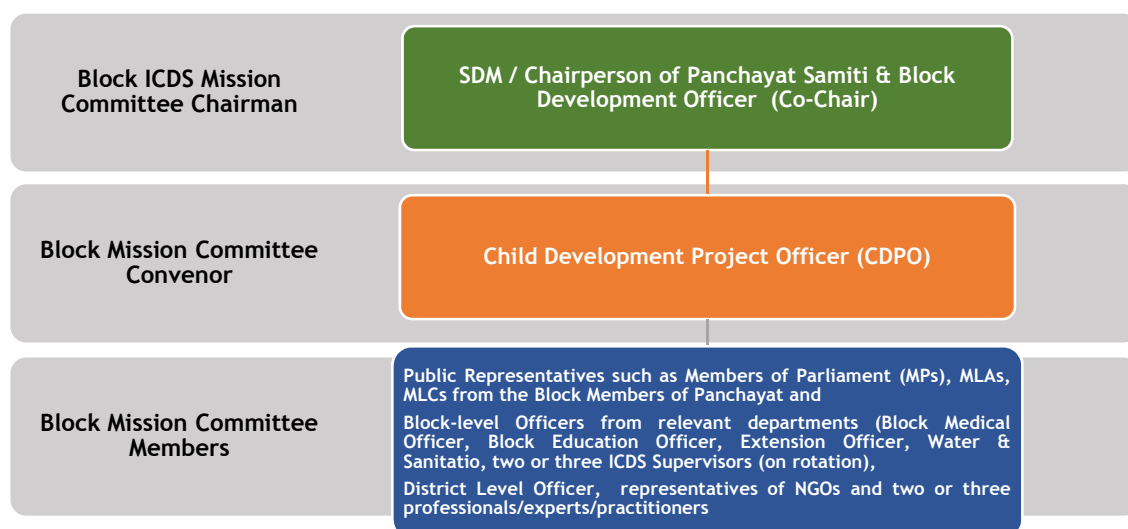 Block ICDS Mission
Committee Chairman
SDM / Chairperson of Panchayat Samiti & Block
Development Officer (Co-Chair)
Block Mission Committee
Convenor
Child Development Project Officer (CDPO)
Block Mission Committee
Members
Public Representatives such as Members of Parliament (MPs), MLAs,
MLCs from the Block Members of Panchayat and
Block-level Officers from relevant departments (Block Medical
Officer, Block Education Officer, Extension Officer, Water &
Sanitatio, two or three ICDS Supervisors (on rotation),
District Level Officer, representatives of NGOs and two or three
professionals/experts/practitioners